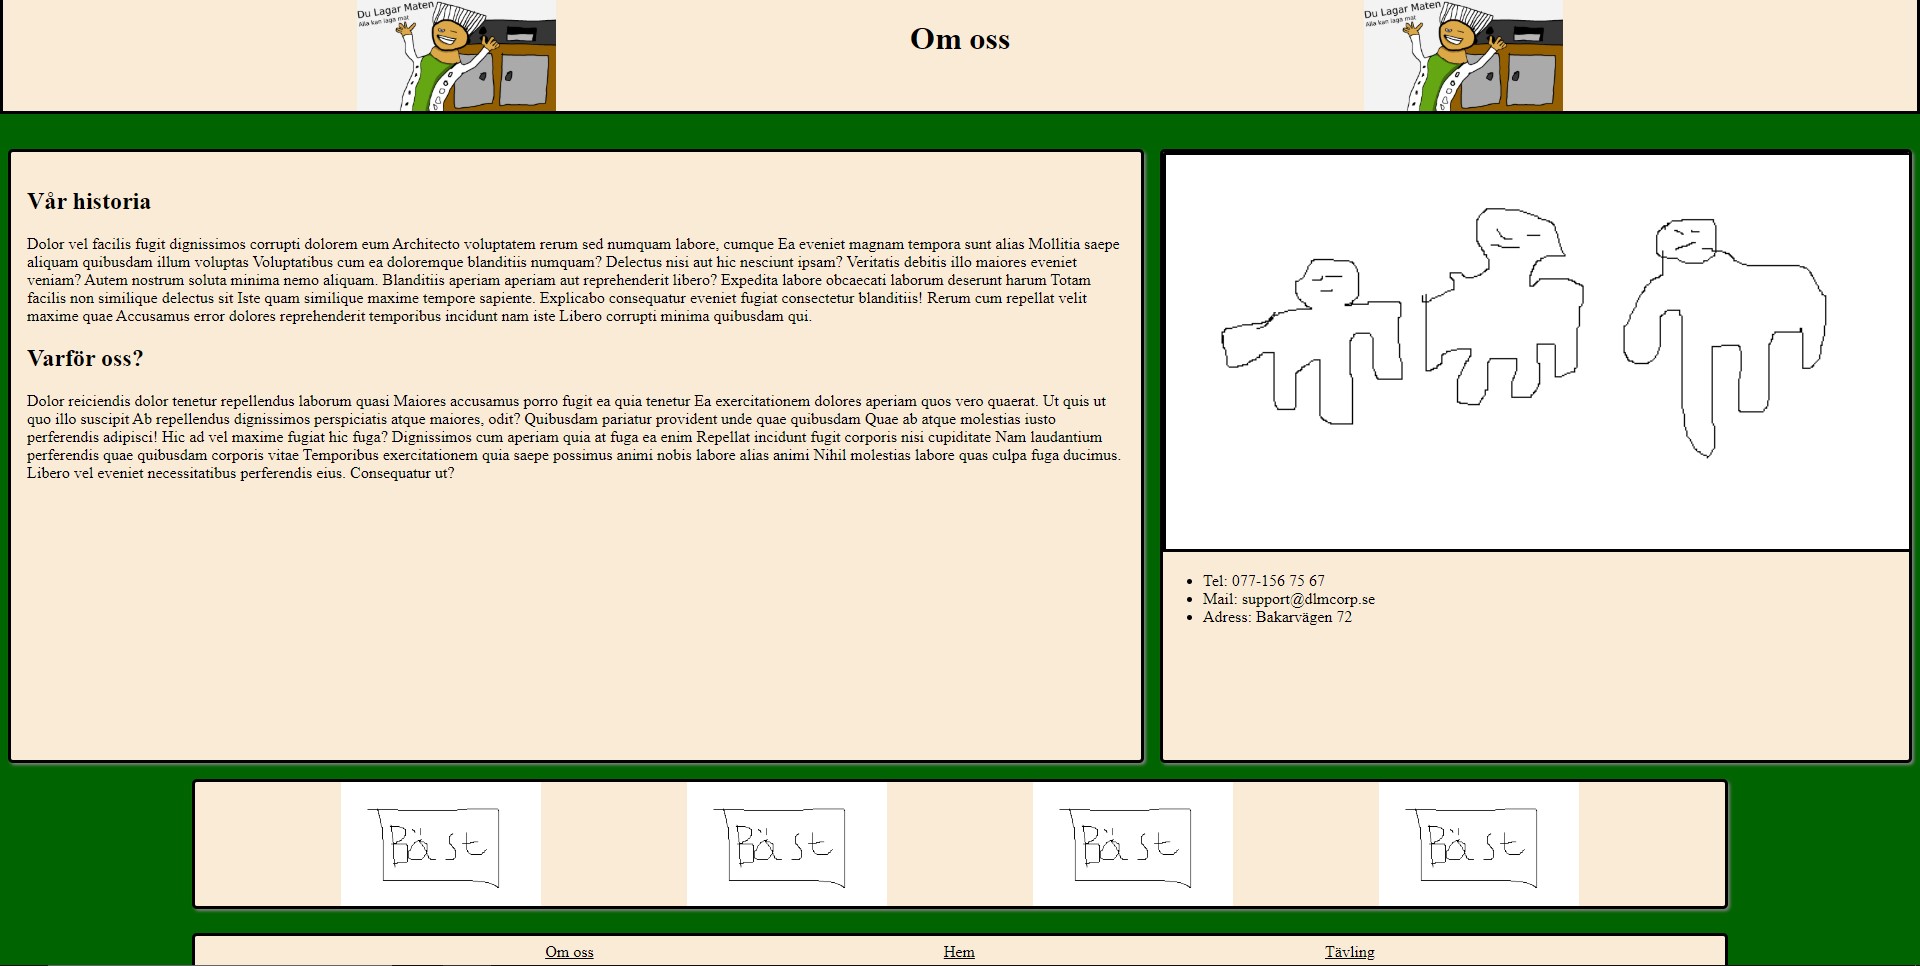 Du Lagar Maten
Alla kan laga mat
Om oss
Du Lagar Maten
Alla kan laga mat
Vår historia
Dolor vel facilis fugit dignissimos corrupti dolorem eum Architecto voluptatem rerum sed numquam labore, cumque Ea eveniet magnam tempora sunt alias Mollitia saepe
aliquam quibusdam illum voluptas Voluptatibus cum ea doloremque blanditiis numquam? Delectus nisi aut hic nesciunt ipsam? Veritatis debitis illo maiores eveniet
veniam? Autem nostrum soluta minima nemo aliquam. Blanditiis aperiam aperiam aut reprehenderit libero? Expedita labore obcaecati laborum deserunt harum Totam
facilis non similique delectus sit Iste quam similique maxime tempore sapiente. Explicabo consequatur eveniet fugiat consectetur blanditiis! Rerum cum repellat velit
maxime quae Accusamus error dolores reprehenderit temporibus incidunt nam iste Libero corrupti minima quibusdam qui.
Varför oss?
Dolor reiciendis dolor tenetur repellendus laborum quasi Maiores accusamus porro fugit ea quia tenetur Ea exercitationem dolores aperiam quos vero quaerat. Ut quis ut
quo illo suscipit Ab repellendus dignissimos perspiciatis atque maiores, odit? Quibusdam pariatur provident unde quae quibusdam Quae ab atque molestias iusto
perferendis adipisci! Hic ad vel maxime fugiat hic fuga? Dignissimos cum aperiam quia at fuga ea enim Repellat incidunt fugit corporis nisi cupiditate Nam laudantium
perferendis quae quibusdam corporis vitae Temporibus exercitationem quia saepe possimus animi nobis labore alias animi Nihil molestias labore quas culpa fuga ducimus.
Libero vel eveniet necessitatibus perferendis eius. Consequatur ut?
• Tel: 077-156 75 67
• Mail: support@dlmcorp.se
• Adress: Bakarvägen 72
Bäst
Bäst
Bäst
Bäst
Om oss
Hem
Tävling